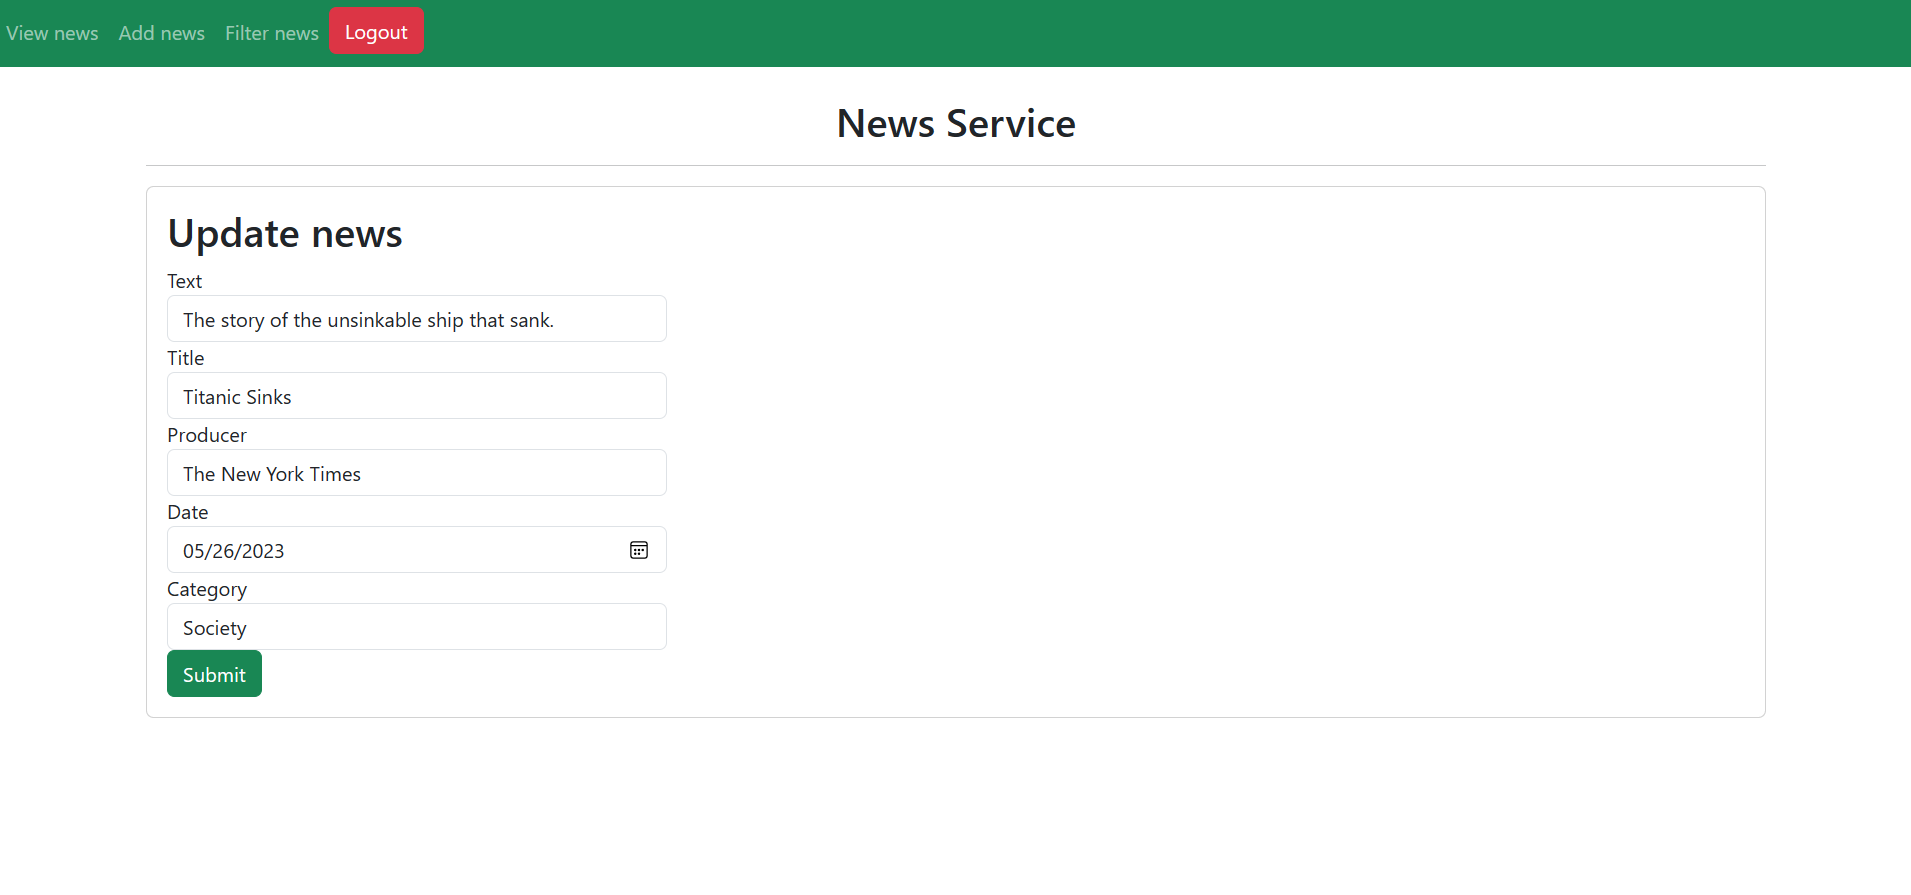 View news Add news Filter news Logout
News Service
Update news
Text
The story of the unsinkable ship that sank.
Title
Titanic Sinks
Producer
The New York Times
Date
05/26/2023
Category
Society
Submit